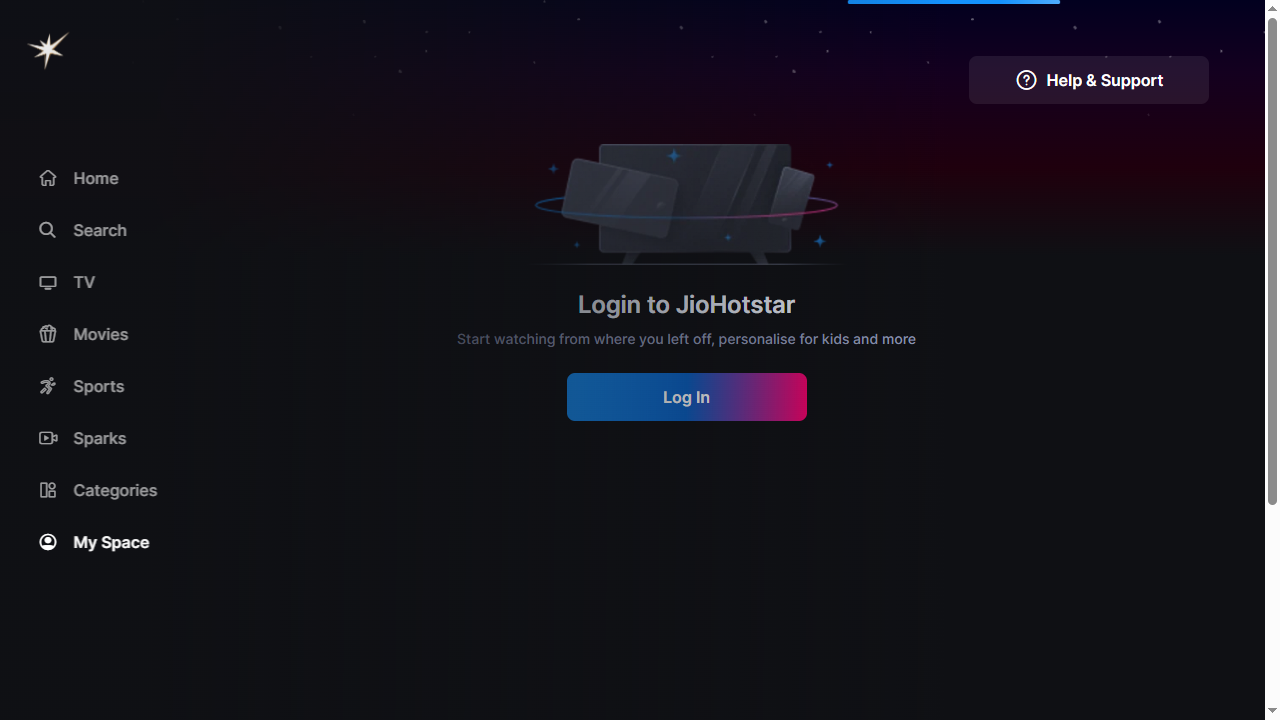 Help & Support
Home
Search
TV
Movies
Sports
Sparks
Categories
My Space
Login to JioHotstar
Start watching from where you left off, personalise for kids and more
Log In